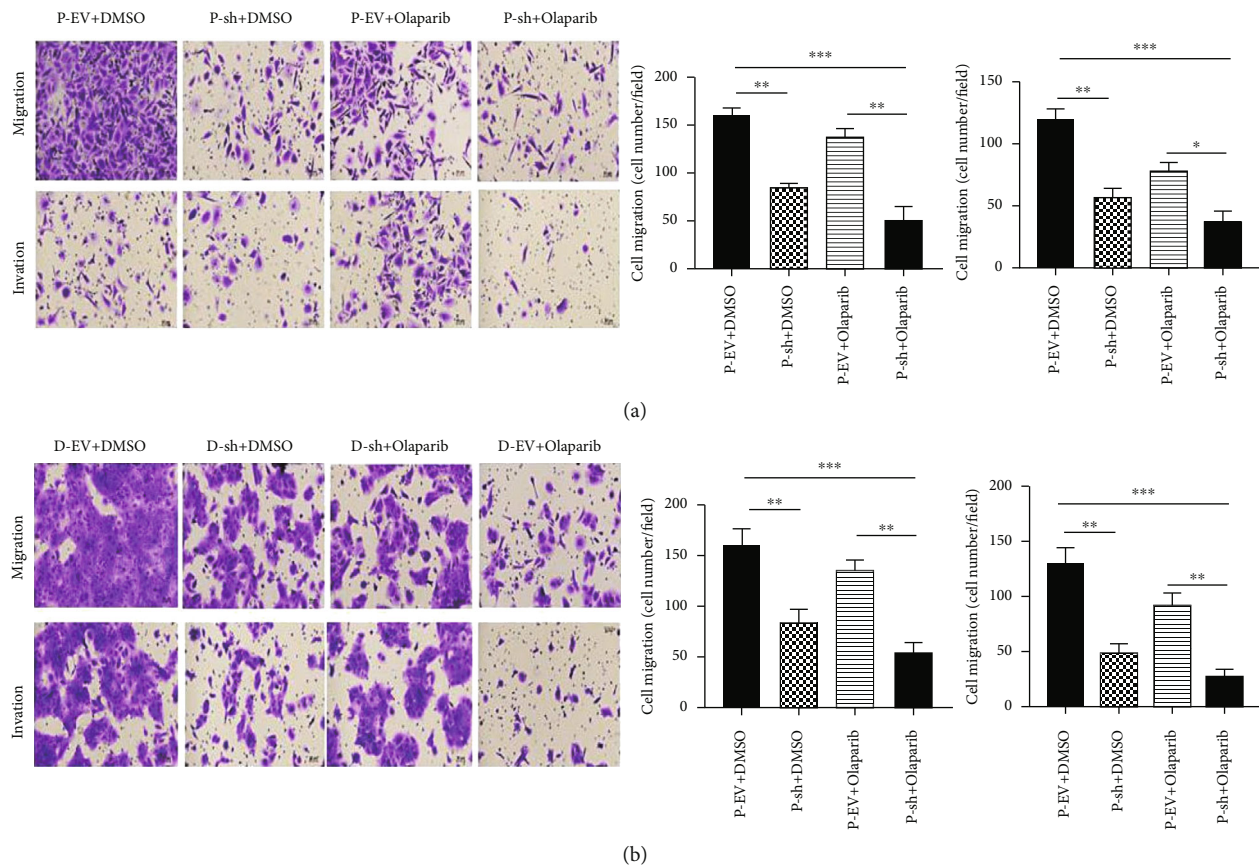 P-EV+DMSO P-sh+DMSO P-EV+Olaparib P-sh+Olaparib
Migration
Invation
Cell migration (cell number/field)
200
150
100
50
0
***
**
**
P-EV+DMSO
P-sh+DMSO
P-EV+Olaparib
P-sh+Olaparib
Cell migration (cell number/field)
150
100
50
0
***
**
*
P-EV+DMSO
P-sh+DMSO
P-EV+Olaparib
P-sh+Olaparib
(a)
D-EV+DMSO D-sh+DMSO D-sh+Olaparib D-EV+Olaparib
Migration
Invation
Cell migration (cell number/field)
200
150
100
50
0
***
**
**
P-EV+DMSO
P-sh+DMSO
P-EV+Olaparib
P-sh+Olaparib
Cell migration (cell number/field)
200
150
100
50
0
***
**
**
P-EV+DMSO
P-sh+DMSO
P-EV+Olaparib
P-sh+Olaparib
(b)